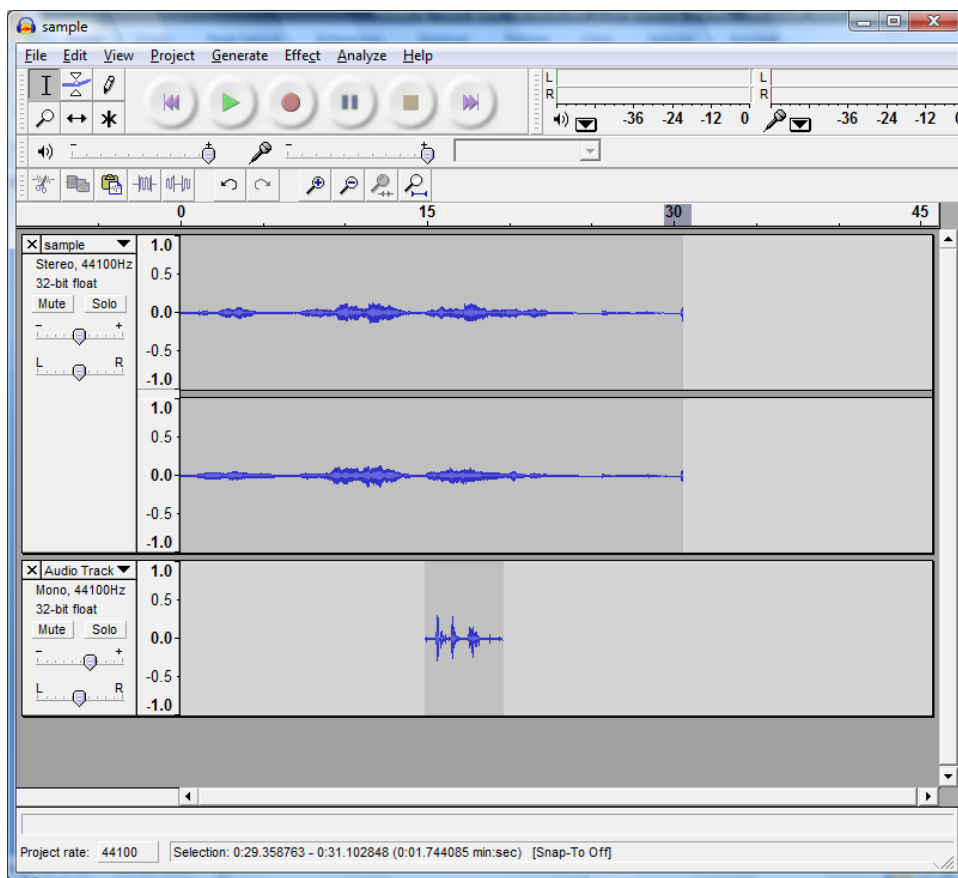 sample
File Edit View Project Generate Effect Analyze Help
L
R
-36 -24 -12 0
L
R
-36 -24 -12 0
0 15 30 45
sample
Stereo, 44100Hz
32-bit float
Mute Solo
- +
L R
1.0
0.5
0.0
-0.5
-1.0
1.0
0.5
0.0
-0.5
-1.0
Audio Track
Mono, 44100Hz
32-bit float
Mute Solo
- +
L R
1.0
0.5
0.0
-0.5
-1.0
Project rate: 44100 Selection: 0:29.358763 - 0:31.102848 (0:01.744085 min:sec) [Snap-To Off]